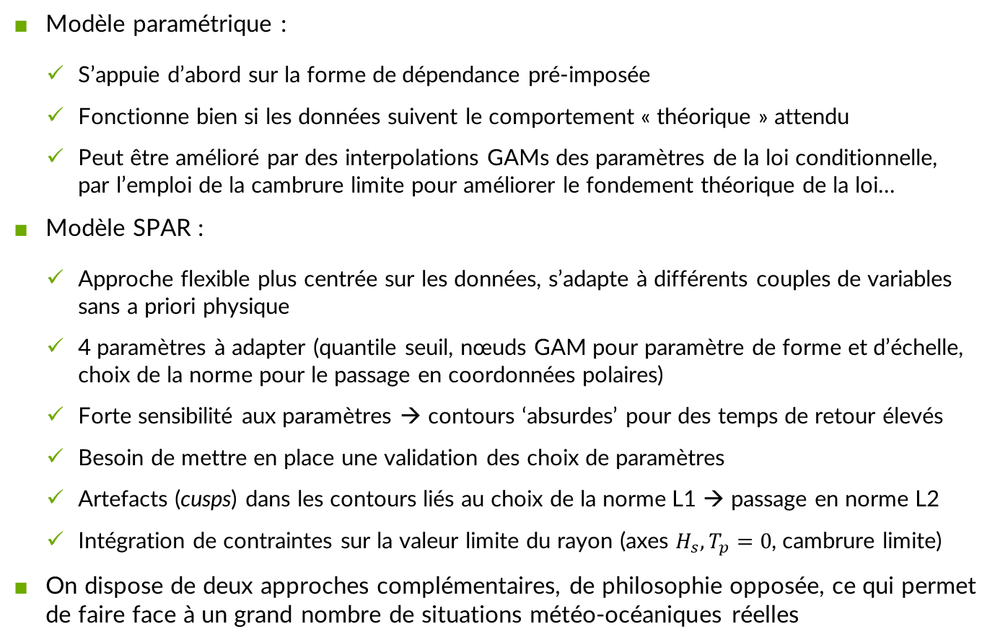 ■ Modèle paramétrique :
✓ S’appuie d’abord sur la forme de dépendance pré-imposée
✓ Fonctionne bien si les données suivent le comportement « théorique » attendu
✓ Peut être amélioré par des interpolations GAMs des paramètres de la loi conditionnelle,
par l’emploi de la cambrure limite pour améliorer le fondement théorique de la loi…
■ Modèle SPAR :
✓ Approche flexible plus centrée sur les données, s’adapte à différents couples de variables
sans a priori physique
✓ 4 paramètres à adapter (quantile seuil, nœuds GAM pour paramètre de forme et d’échelle,
choix de la norme pour le passage en coordonnées polaires)
✓ Forte sensibilité aux paramètres → contours ‘absurdes’ pour des temps de retour élevés
✓ Besoin de mettre en place une validation des choix de paramètres
✓ Artefacts (cusps) dans les contours liés au choix de la norme L1 → passage en norme L2
✓ Intégration de contraintes sur la valeur limite du rayon (axes $H_s, T_p = 0$, cambrure limite)
■ On dispose de deux approches complémentaires, de philosophie opposée, ce qui permet
de faire face à un grand nombre de situations météo-océaniques réelles